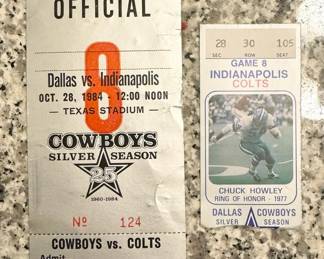 OFFICIAL
8
Dallas vs. Indianapolis
OCT. 28, 1984 - 12:00 NOON
— TEXAS STADIUM —
COWBOYS
SILVER SEASON
25
1960-1984
No 124
COWBOYS vs. COLTS
Admit
28 30 105
SEC ROW SEAT
GAME 8
INDIANAPOLIS
COLTS
CHUCK HOWLEY
RING OF HONOR - 1977
DALLAS COWBOYS
SILVER SEASON